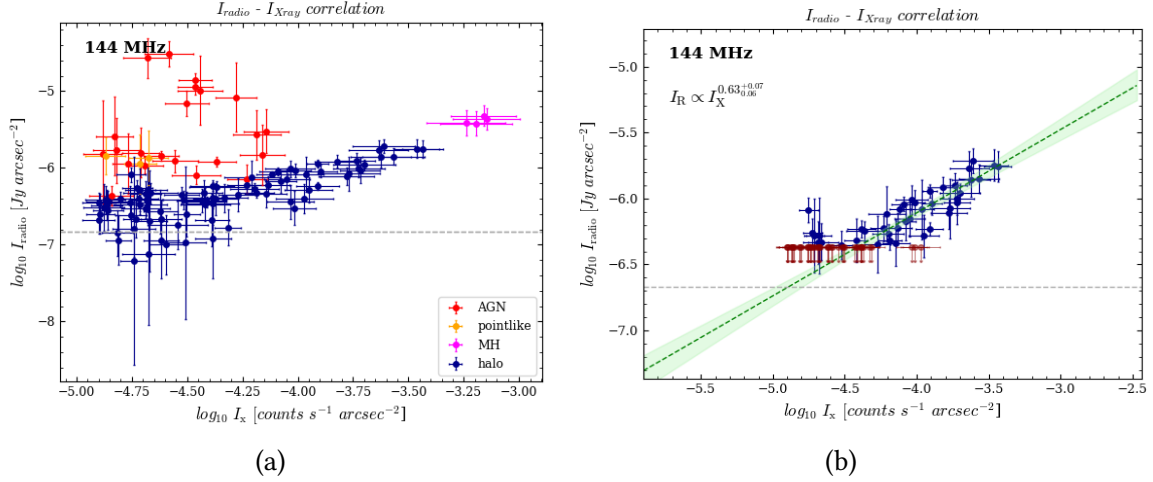 I_radio - I_Xray correlation
144 MHz
log10 I_radio [Jy arcsec^-2]
−5
−6
−7
−8
AGN
pointlike
MH
halo
−5.00 −4.75 −4.50 −4.25 −4.00 −3.75 −3.50 −3.25 −3.00
log10 I_x [counts s^-1 arcsec^-2]
(a)
I_radio - I_Xray correlation
144 MHz
I_R ∝ I_X^0.63^+0.07_0.06
log10 I_radio [Jy arcsec^-2]
−5.0
−5.5
−6.0
−6.5
−7.0
−5.5 −5.0 −4.5 −4.0 −3.5 −3.0 −2.5
log10 I_x [counts s^-1 arcsec^-2]
(b)